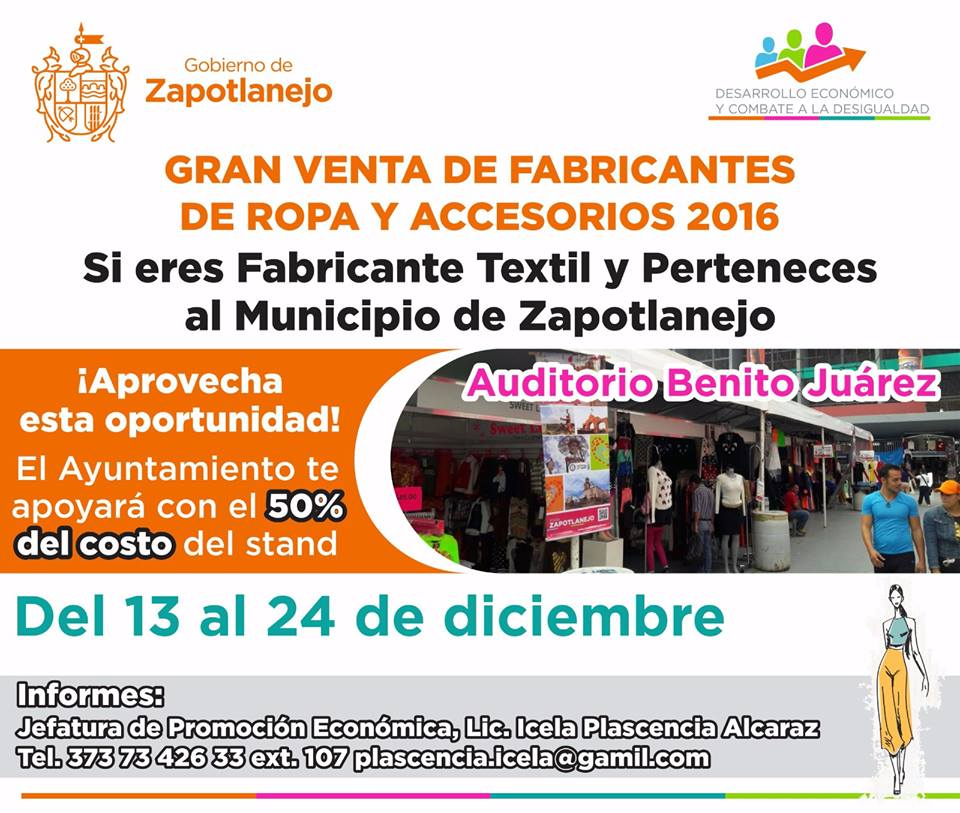 Gobierno de
Zapotlanejo
DESARROLLO ECONÓMICO
Y COMBATE A LA DESIGUALDAD
GRAN VENTA DE FABRICANTES
DE ROPA Y ACCESORIOS 2016
Si eres Fabricante Textil y Perteneces
al Municipio de Zapotlanejo
¡Aprovecha
esta oportunidad!
El Ayuntamiento te
apoyará con el 50%
del costo del stand
Auditorio Benito Juárez
SWEET
Sweet
ZAPOTLANEJO
Del 13 al 24 de diciembre
Informes:
Jefatura de Promoción Económica, Lic. Icela Plascencia Alcaraz
Tel. 373 73 426 33 ext. 107 plascencia.icela@gamil.com